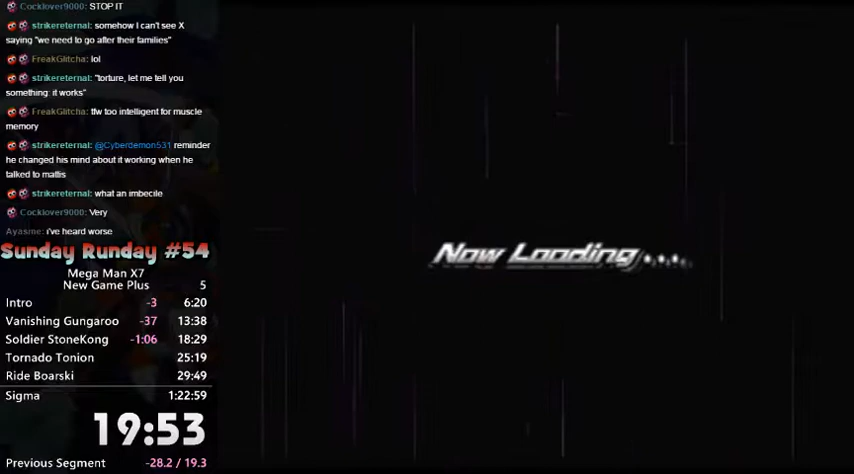 Cocklover9000: STOP IT
strikereternal: somehow I can't see X
saying "we need to go after their families"
FreakGlitcha: lol
strikereternal: "torture, let me tell you
something: it works"
FreakGlitcha: tfw too intelligent for muscle
memory
strikereternal: @Cyberdemon531 reminder
he changed his mind about it working when he
talked to mattis
strikereternal: what an imbecile
Cocklover9000: Very
Ayasme: i've heard worse
Sunday Runday #54
Mega Man X7
New Game Plus 5
Intro -3 6:20
Vanishing Gungaroo -37 13:38
Soldier StoneKong -1:06 18:29
Tornado Tonion 25:19
Ride Boarski 29:49
Sigma 1:22:59
19:53
Previous Segment -28.2 / 19.3
Now Loading....